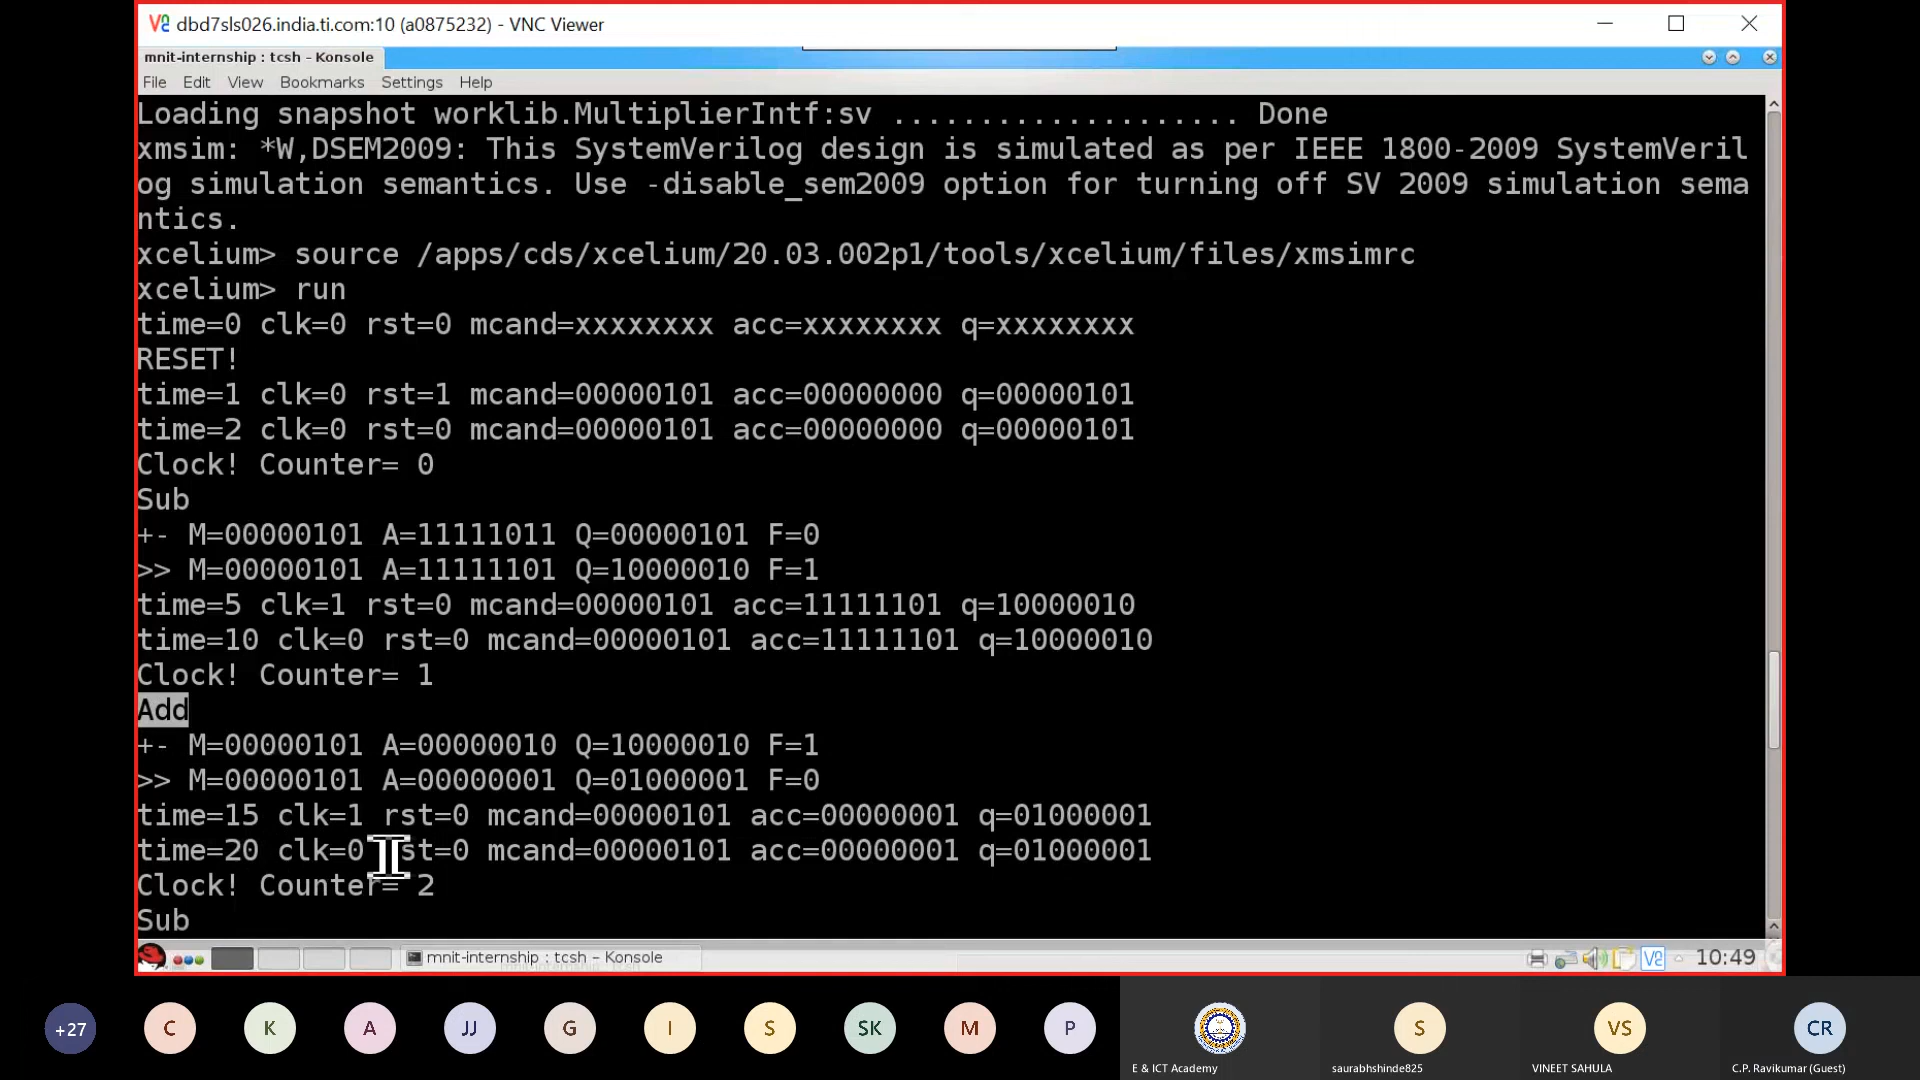 dbd7sls026.india.ti.com:10 (a0875232) - VNC Viewer
mnit-internship : tcsh - Konsole
File Edit View Bookmarks Settings Help
Loading snapshot worklib.MultiplierIntf:sv .................... Done
xmsim: *W,DSEM2009: This SystemVerilog design is simulated as per IEEE 1800-2009 SystemVeril
og simulation semantics. Use -disable_sem2009 option for turning off SV 2009 simulation sema
ntics.
xcelium> source /apps/cds/xcelium/20.03.002p1/tools/xcelium/files/xmsimrc
xcelium> run
time=0 clk=0 rst=0 mcand=xxxxxxxx acc=xxxxxxxx q=xxxxxxxx
RESET!
time=1 clk=0 rst=1 mcand=00000101 acc=00000000 q=00000101
time=2 clk=0 rst=0 mcand=00000101 acc=00000000 q=00000101
Clock! Counter= 0
Sub
+- M=00000101 A=11111011 Q=00000101 F=0
>> M=00000101 A=11111101 Q=10000010 F=1
time=5 clk=1 rst=0 mcand=00000101 acc=11111101 q=10000010
time=10 clk=0 rst=0 mcand=00000101 acc=11111101 q=10000010
Clock! Counter= 1
Add
+- M=00000101 A=00000010 Q=10000010 F=1
>> M=00000101 A=00000001 Q=01000001 F=0
time=15 clk=1 rst=0 mcand=00000101 acc=00000001 q=01000001
time=20 clk=0 rst=0 mcand=00000101 acc=00000001 q=01000001
Clock! Counter= 2
Sub
mnit-internship : tcsh - Konsole
10:49
+27 C K A JJ G I S SK M P S VS CR
E & ICT Academy saurabhshinde825 VINEET SAHULA C.P. Ravikumar (Guest)